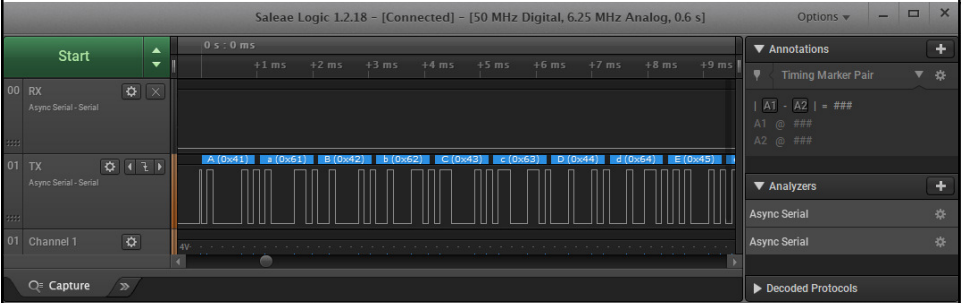 Saleae Logic 1.2.18 - [Connected] - [50 MHz Digital, 6.25 MHz Analog, 0.6 s]
Options
Start
0 s : 0 ms
+1 ms +2 ms +3 ms +4 ms +5 ms +6 ms +7 ms +8 ms +9 ms
00 RX
Async Serial - Serial
01 TX
Async Serial - Serial
A (0x41) a (0x61) B (0x42) b (0x62) C (0x43) c (0x63) D (0x44) d (0x64) E (0x45)
01 Channel 1
4V
Capture
Annotations
Timing Marker Pair
| A1 - A2 | = ###
A1 @ ###
A2 @ ###
Analyzers
Async Serial
Async Serial
Decoded Protocols